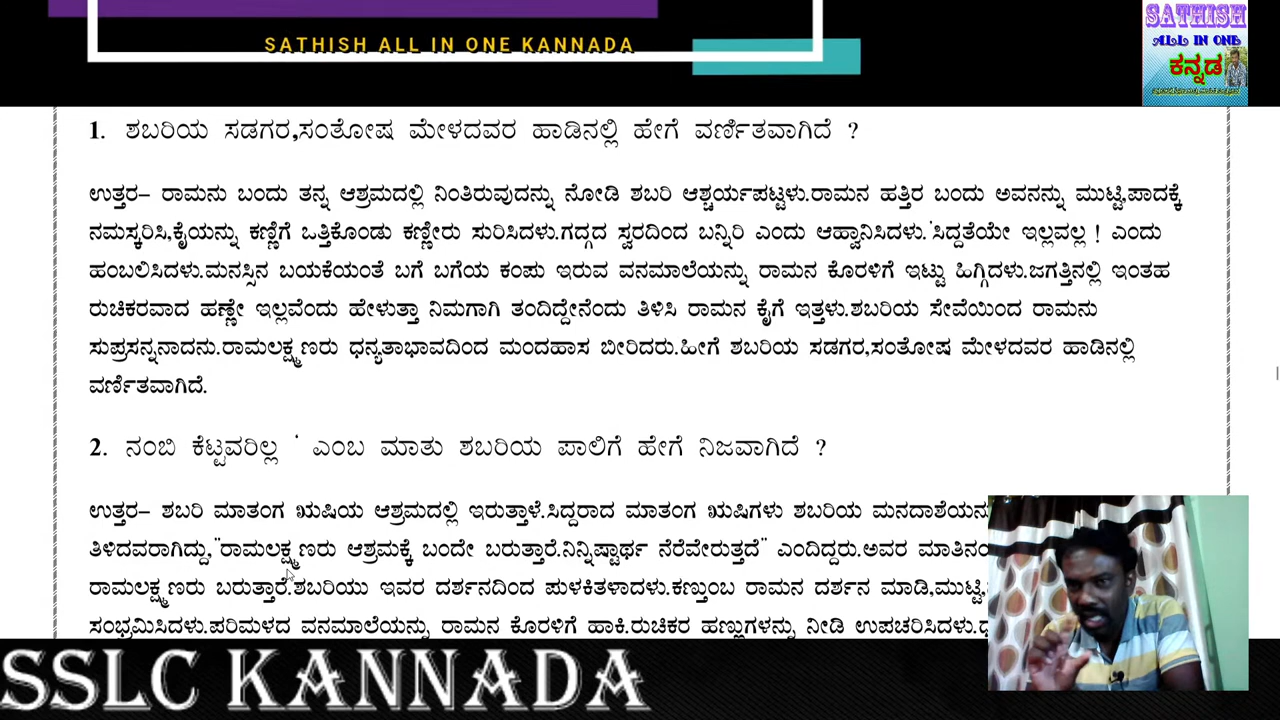 SATHISH ALL IN ONE KANNADA
SATHISH
ALL IN ONE
ಕನ್ನಡ
1. ಶಬರಿಯ ಸಡಗರ,ಸಂತೋಷ ಮೇಳದವರ ಹಾಡಿನಲ್ಲಿ ಹೇಗೆ ವರ್ಣಿತವಾಗಿದೆ ?
ಉತ್ತರ– ರಾಮನು ಬಂದು ತನ್ನ ಆಶ್ರಮದಲ್ಲಿ ನಿಂತಿರುವುದನ್ನು ನೋಡಿ ಶಬರಿ ಆಶ್ಚರ್ಯಪಟ್ಟಳು.ರಾಮನ ಹತ್ತಿರ ಬಂದು ಅವನನ್ನು ಮುಟ್ಟಿ,ಪಾದಕ್ಕೆ
ನಮಸ್ಕರಿಸಿ,ಕೈಯನ್ನು ಕಣ್ಣಿಗೆ ಒತ್ತಿಕೊಂಡು ಕಣ್ಣೀರು ಸುರಿಸಿದಳು.ಗದ್ಗದ ಸ್ವರದಿಂದ ಬನ್ನಿರಿ ಎಂದು ಆಹ್ವಾನಿಸಿದಳು.'ಸಿದ್ದತೆಯೇ ಇಲ್ಲವಲ್ಲ ! ಎಂದು
ಹಂಬಲಿಸಿದಳು.ಮನಸ್ಸಿನ ಬಯಕೆಯಂತೆ ಬಗೆ ಬಗೆಯ ಕಂಪು ಇರುವ ವನಮಾಲೆಯನ್ನು ರಾಮನ ಕೊರಳಿಗೆ ಇಟ್ಟು ಹಿಗ್ಗಿದಳು.ಜಗತ್ತಿನಲ್ಲಿ ಇಂತಹ
ರುಚಿಕರವಾದ ಹಣ್ಣೇ ಇಲ್ಲವೆಂದು ಹೇಳುತ್ತಾ ನಿಮಗಾಗಿ ತಂದಿದ್ದೇನೆಂದು ತಿಳಿಸಿ ರಾಮನ ಕೈಗೆ ಇತ್ತಳು.ಶಬರಿಯ ಸೇವೆಯಿಂದ ರಾಮನು
ಸುಪ್ರಸನ್ನನಾದನು.ರಾಮಲಕ್ಷ್ಮಣರು ಧನ್ಯತಾಭಾವದಿಂದ ಮಂದಹಾಸ ಬೀರಿದರು.ಹೀಗೆ ಶಬರಿಯ ಸಡಗರ,ಸಂತೋಷ ಮೇಳದವರ ಹಾಡಿನಲ್ಲಿ
ವರ್ಣಿತವಾಗಿದೆ.
2. ನಂಬಿ ಕೆಟ್ಟವರಿಲ್ಲ ' ಎಂಬ ಮಾತು ಶಬರಿಯ ಪಾಲಿಗೆ ಹೇಗೆ ನಿಜವಾಗಿದೆ ?
ಉತ್ತರ– ಶಬರಿ ಮಾತಂಗ ಋಷಿಯ ಆಶ್ರಮದಲ್ಲಿ ಇರುತ್ತಾಳೆ.ಸಿದ್ದರಾದ ಮಾತಂಗ ಋಷಿಗಳು ಶಬರಿಯ ಮನದಾಶೆಯನು
ತಿಳಿದವರಾಗಿದ್ದು,"ರಾಮಲಕ್ಷ್ಮಣರು ಆಶ್ರಮಕ್ಕೆ ಬಂದೇ ಬರುತ್ತಾರೆ.ನಿನ್ನಿಷ್ಟಾರ್ಥ ನೆರೆವೇರುತ್ತದೆ" ಎಂದಿದ್ದರು.ಅವರ
ರಾಮಲಕ್ಷ್ಮಣರು ಬರುತ್ತಾರೆ.ಶಬರಿಯು ಇವರ ದರ್ಶನದಿಂದ ಪುಳಕಿತಳಾದಳು.ಕಣ್ತುಂಬ ರಾಮನ ದರ್ಶನ ಮಾಡಿ,ಮುಟ್ಟಿ,
ಸಂಭ್ರಮಿಸಿದಳು.ಪರಿಮಳದ ವನಮಾಲೆಯನ್ನು ರಾಮನ ಕೊರಳಿಗೆ ಹಾಕಿ.ರುಚಿಕರ ಹಣ್ಣುಗಳನ್ನು ನೀಡಿ ಉಪಚರಿಸಿದಳು.
SSLC KANNADA